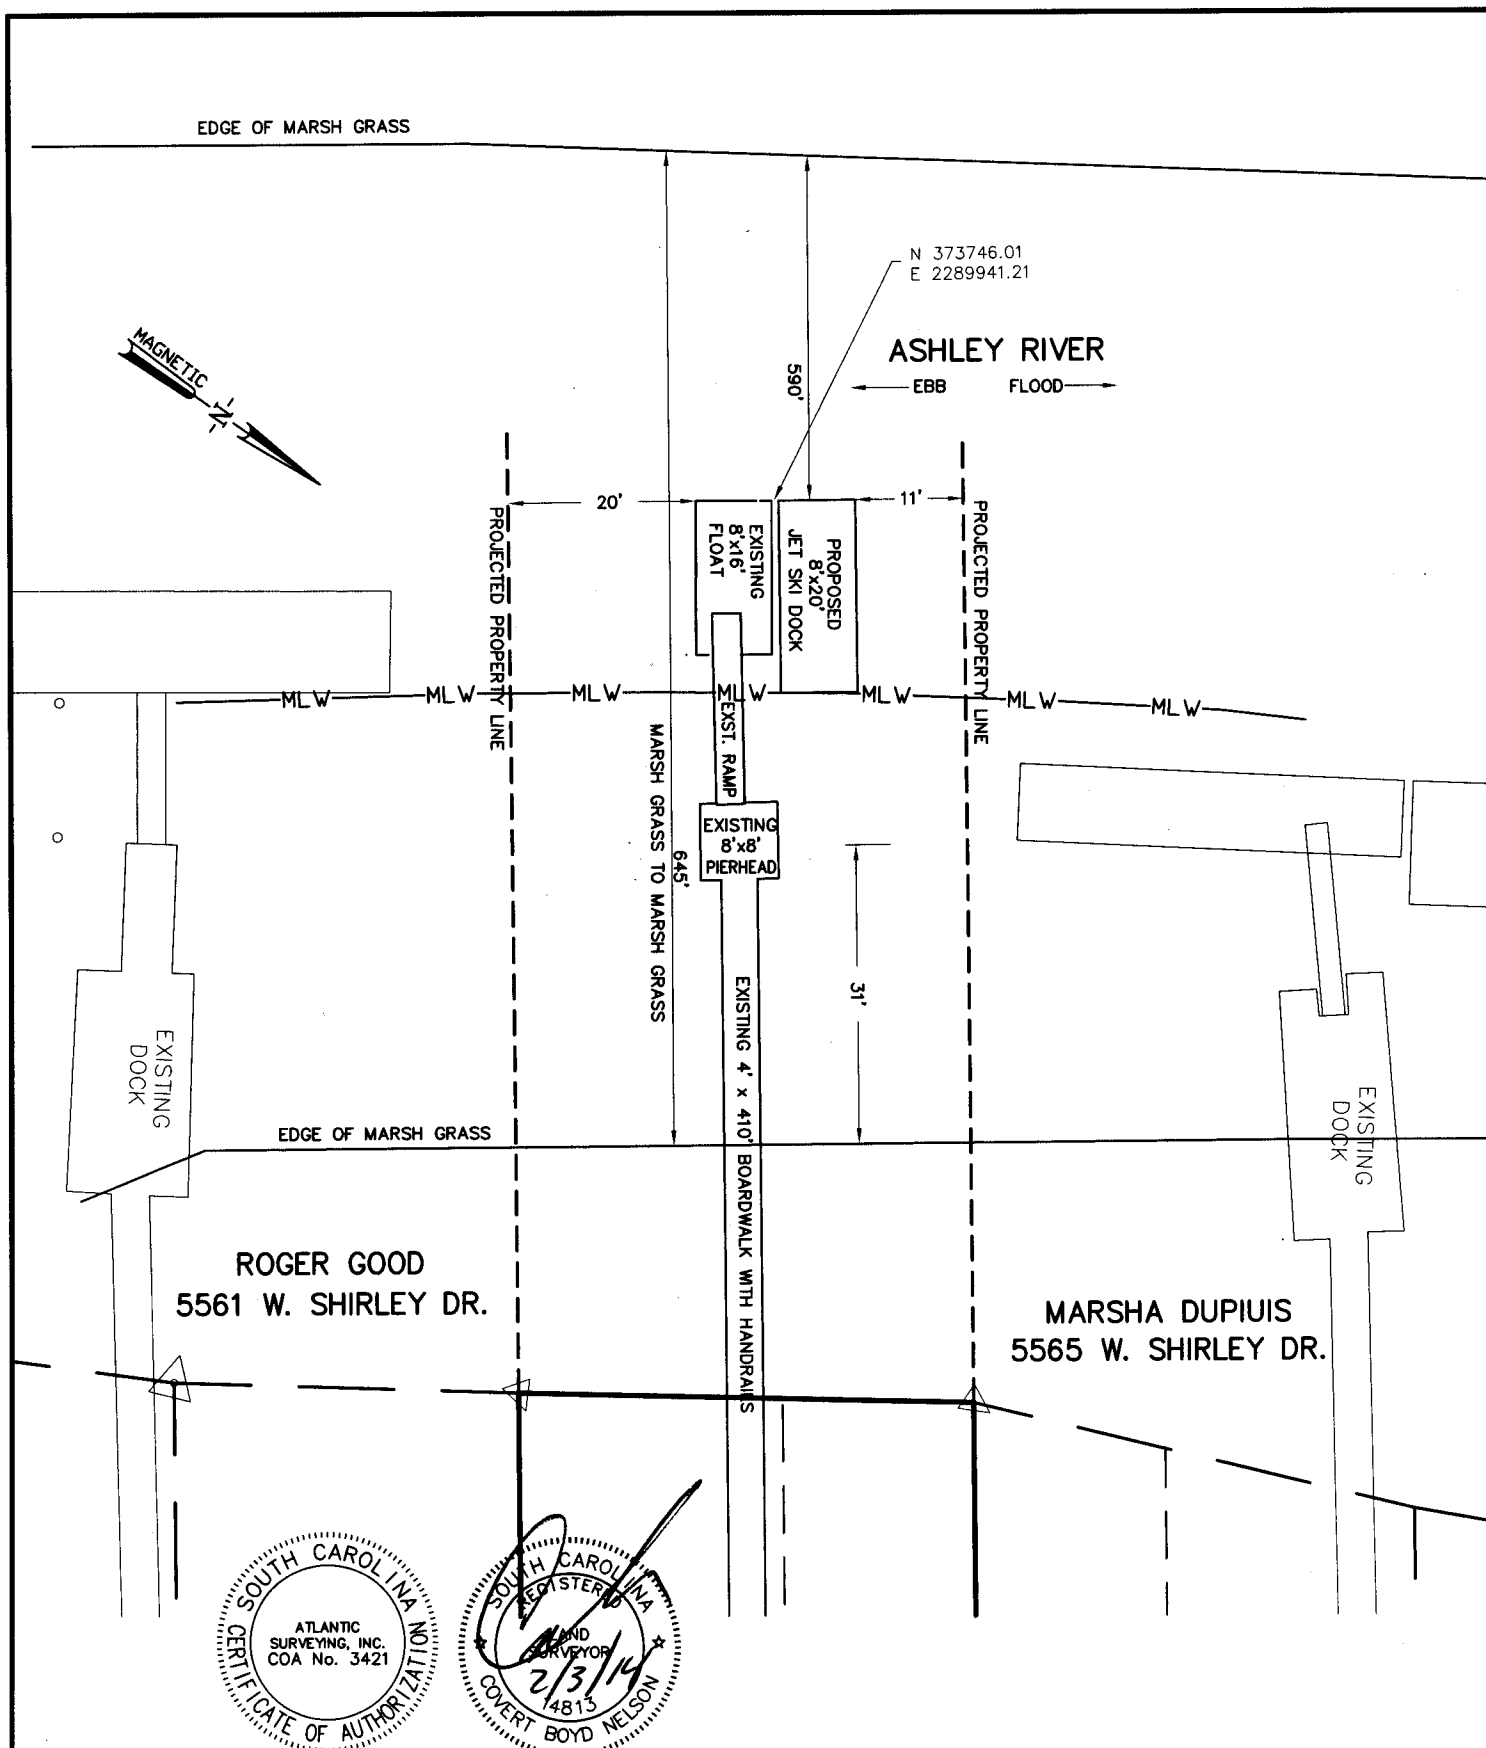 EDGE OF MARSH GRASS
N 373746.01
E 2289941.21
MAGNETIC
N
ASHLEY RIVER
EBB FLOOD
590'
20'
11'
PROJECTED PROPERTY LINE
EXISTING
8'x16'
FLOAT
PROPOSED
8'x20'
JET SKI DOCK
PROJECTED PROPERTY LINE
MLW MLW MLW MLW MLW MLW MLW
EXST. RAMP
645'
MARSH GRASS TO MARSH GRASS
EXISTING
8'x8'
PIERHEAD
31'
EXISTING 4' x 410' BOARDWALK WITH HANDRAILS
EXISTING
DOCK
EXISTING
DOCK
EDGE OF MARSH GRASS
ROGER GOOD
5561 W. SHIRLEY DR.
MARSHA DUPIUIS
5565 W. SHIRLEY DR.
SOUTH CAROLINA
CERTIFICATE OF AUTHORIZATION
ATLANTIC
SURVEYING, INC.
COA No. 3421
SOUTH CAROLINA
REGISTERED
LAND
SURVEYOR
2/3/14
14813
COVERT BOYD NELSON